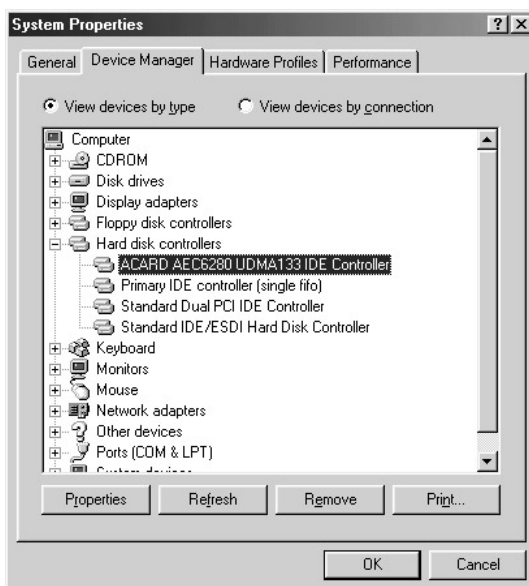 System Properties
General Device Manager Hardware Profiles Performance
View devices by type View devices by connection
Computer
CDROM
Disk drives
Display adapters
Floppy disk controllers
Hard disk controllers
ACARD AEC6280 UDMA133 IDE Controller
Primary IDE controller (single fifo)
Standard Dual PCI IDE Controller
Standard IDE/ESDI Hard Disk Controller
Keyboard
Monitors
Mouse
Network adapters
Other devices
Ports (COM & LPT)
System devices
Properties Refresh Remove Print...
OK Cancel